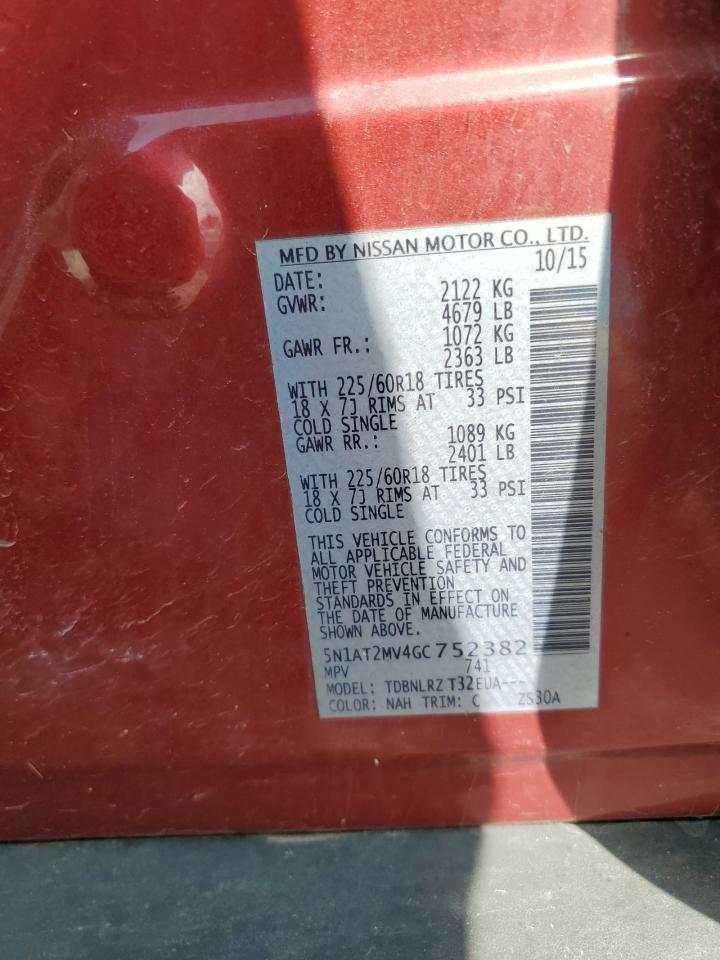 MFD BY NISSAN MOTOR CO., LTD.
DATE: 10/15
GVWR: 2122 KG
4679 LB
GAWR FR.: 1072 KG
2363 LB
WITH 225/60R18 TIRES
18 X 7J RIMS AT 33 PSI
COLD SINGLE
GAWR RR.: 1089 KG
2401 LB
WITH 225/60R18 TIRES
18 X 7J RIMS AT 33 PSI
COLD SINGLE
THIS VEHICLE CONFORMS TO
ALL APPLICABLE FEDERAL
MOTOR VEHICLE SAFETY AND
THEFT PREVENTION
STANDARDS IN EFFECT ON
THE DATE OF MANUFACTURE
SHOWN ABOVE.
5N1AT2MV4GC752382
MPV 741
MODEL: TDBNLRZ T32EUA---
COLOR: NAH TRIM: C ZS30A